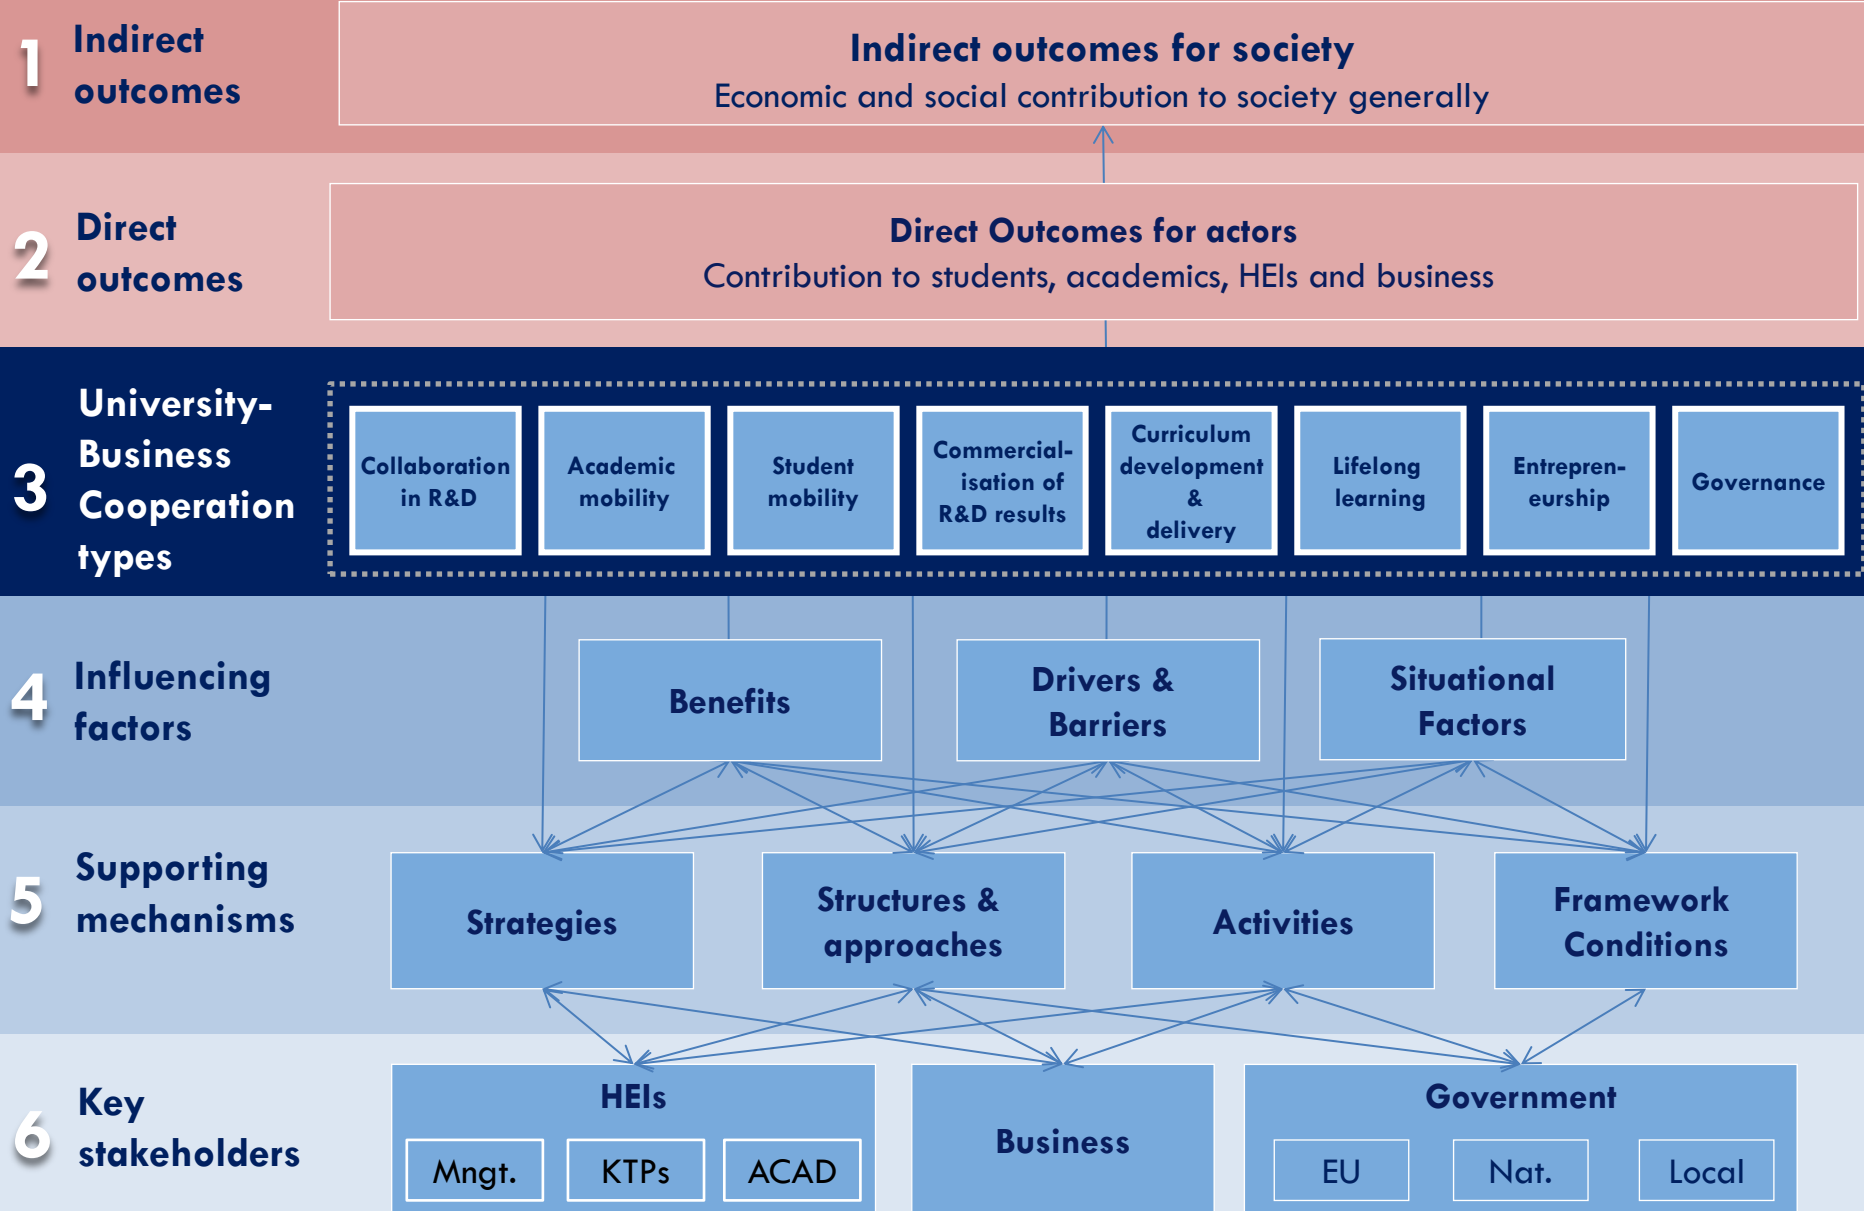 1
Indirect
outcomes
Indirect outcomes for society
Economic and social contribution to society generally
2
Direct
outcomes
Direct Outcomes for actors
Contribution to students, academics, HEIs and business
3
University-
Business
Cooperation
types
Collaboration
in R&D
Academic
mobility
Student
mobility
Commercial-
isation of
R&D results
Curriculum
development
&
delivery
Lifelong
learning
Entrepren-
eurship
Governance
4
Influencing
factors
Benefits
Drivers &
Barriers
Situational
Factors
5
Supporting
mechanisms
Strategies
Structures &
approaches
Activities
Framework
Conditions
6
Key
stakeholders
HEIs
Mngt.
KTPs
ACAD
Business
Government
EU
Nat.
Local